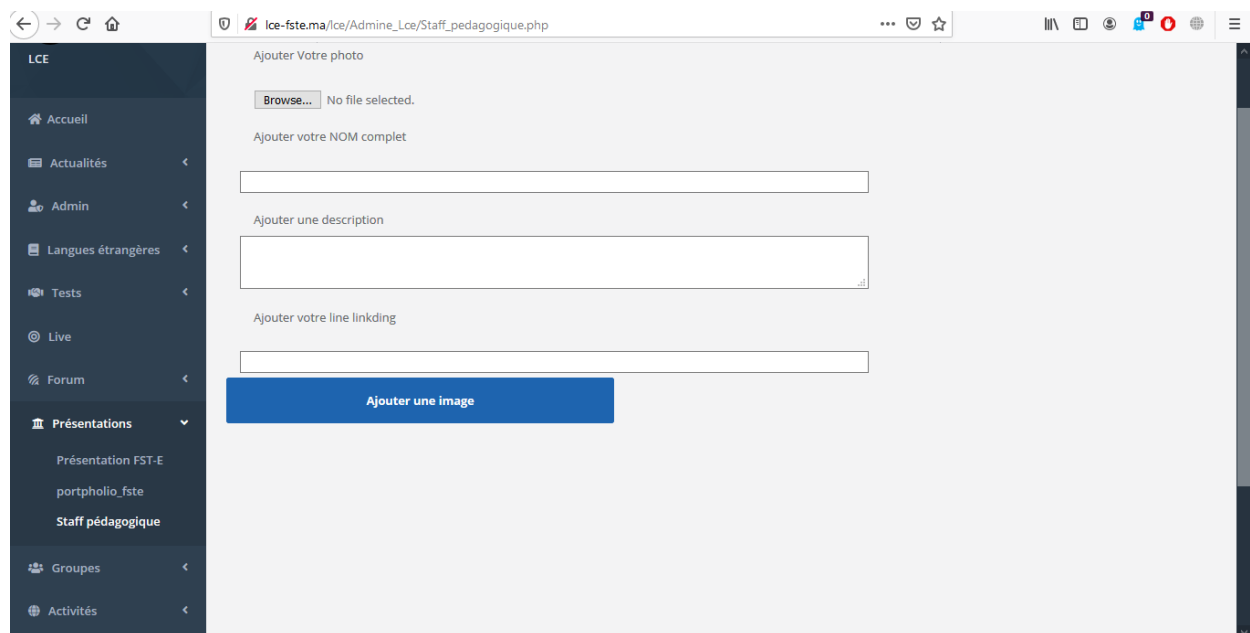 lce-fste.ma/lce/Admine_Lce/Staff_pedagogique.php
0
LCE
Accueil
Actualités
Admin
Langues étrangères
Tests
Live
Forum
Présentations
Présentation FST-E
portpholio_fste
Staff pédagogique
Groupes
Activités
Ajouter Votre photo
Browse... No file selected.
Ajouter votre NOM complet
Ajouter une description
Ajouter votre line linkding
Ajouter une image